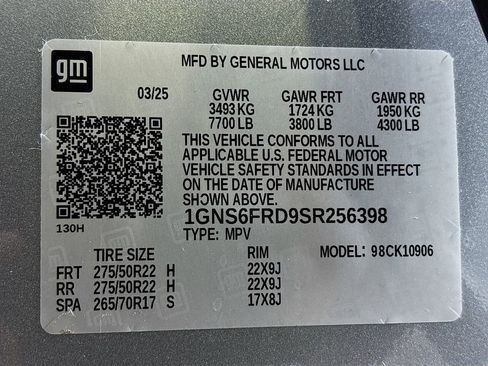 gm
MFD BY GENERAL MOTORS LLC
03/25 GVWR GAWR FRT GAWR RR
3493 KG 1724 KG 1950 KG
7700 LB 3800 LB 4300 LB
THIS VEHICLE CONFORMS TO ALL
APPLICABLE U.S. FEDERAL MOTOR
VEHICLE SAFETY STANDARDS IN EFFECT
ON THE DATE OF MANUFACTURE
SHOWN ABOVE.
1GNS6FRD9SR256398
130H
TYPE: MPV MODEL: 98CK10906
TIRE SIZE RIM
FRT 275/50R22 H 22X9J
RR 275/50R22 H 22X9J
SPA 265/70R17 S 17X8J